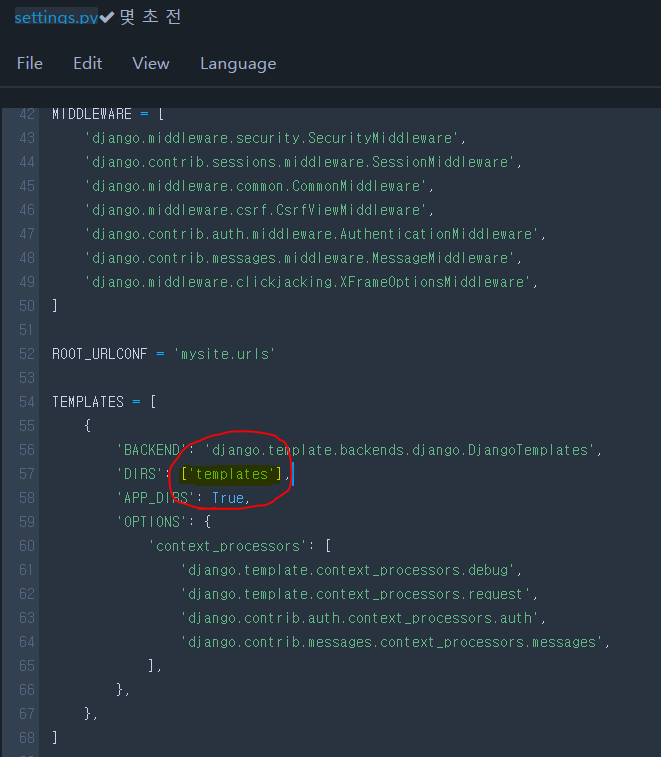 settings.py✔ 몇 초 전
File Edit View Language
42 MIDDLEWARE = [
43 'django.middleware.security.SecurityMiddleware',
44 'django.contrib.sessions.middleware.SessionMiddleware',
45 'django.middleware.common.CommonMiddleware',
46 'django.middleware.csrf.CsrfViewMiddleware',
47 'django.contrib.auth.middleware.AuthenticationMiddleware',
48 'django.contrib.messages.middleware.MessageMiddleware',
49 'django.middleware.clickjacking.XFrameOptionsMiddleware',
50 ]
51
52 ROOT_URLCONF = 'mysite.urls'
53
54 TEMPLATES = [
55 {
56 'BACKEND': 'django.template.backends.django.DjangoTemplates',
57 'DIRS': ['templates'],
58 'APP_DIRS': True,
59 'OPTIONS': {
60 'context_processors': [
61 'django.template.context_processors.debug',
62 'django.template.context_processors.request',
63 'django.contrib.auth.context_processors.auth',
64 'django.contrib.messages.context_processors.messages',
65 ],
66 },
67 },
68 ]